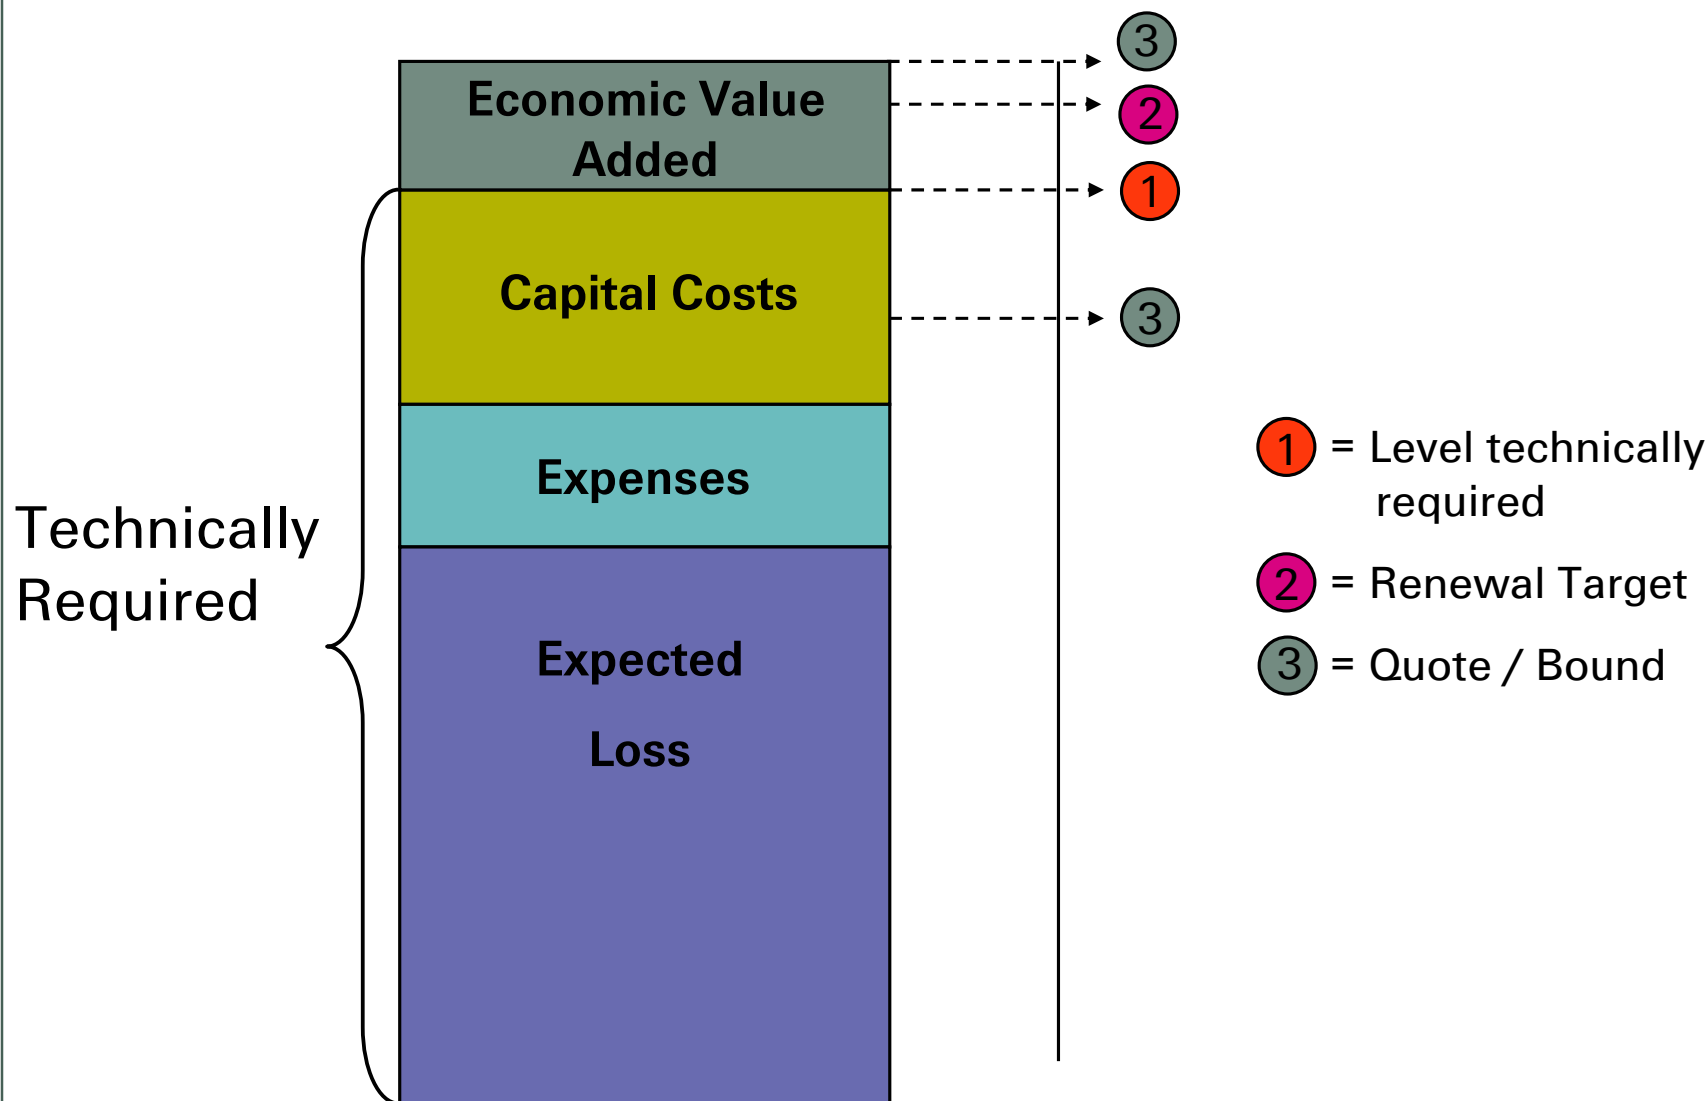 3
Economic Value
Added
2
1
Capital Costs
3
Expenses
Technically
Required
Expected
Loss
1 = Level technically
required
2 = Renewal Target
3 = Quote / Bound